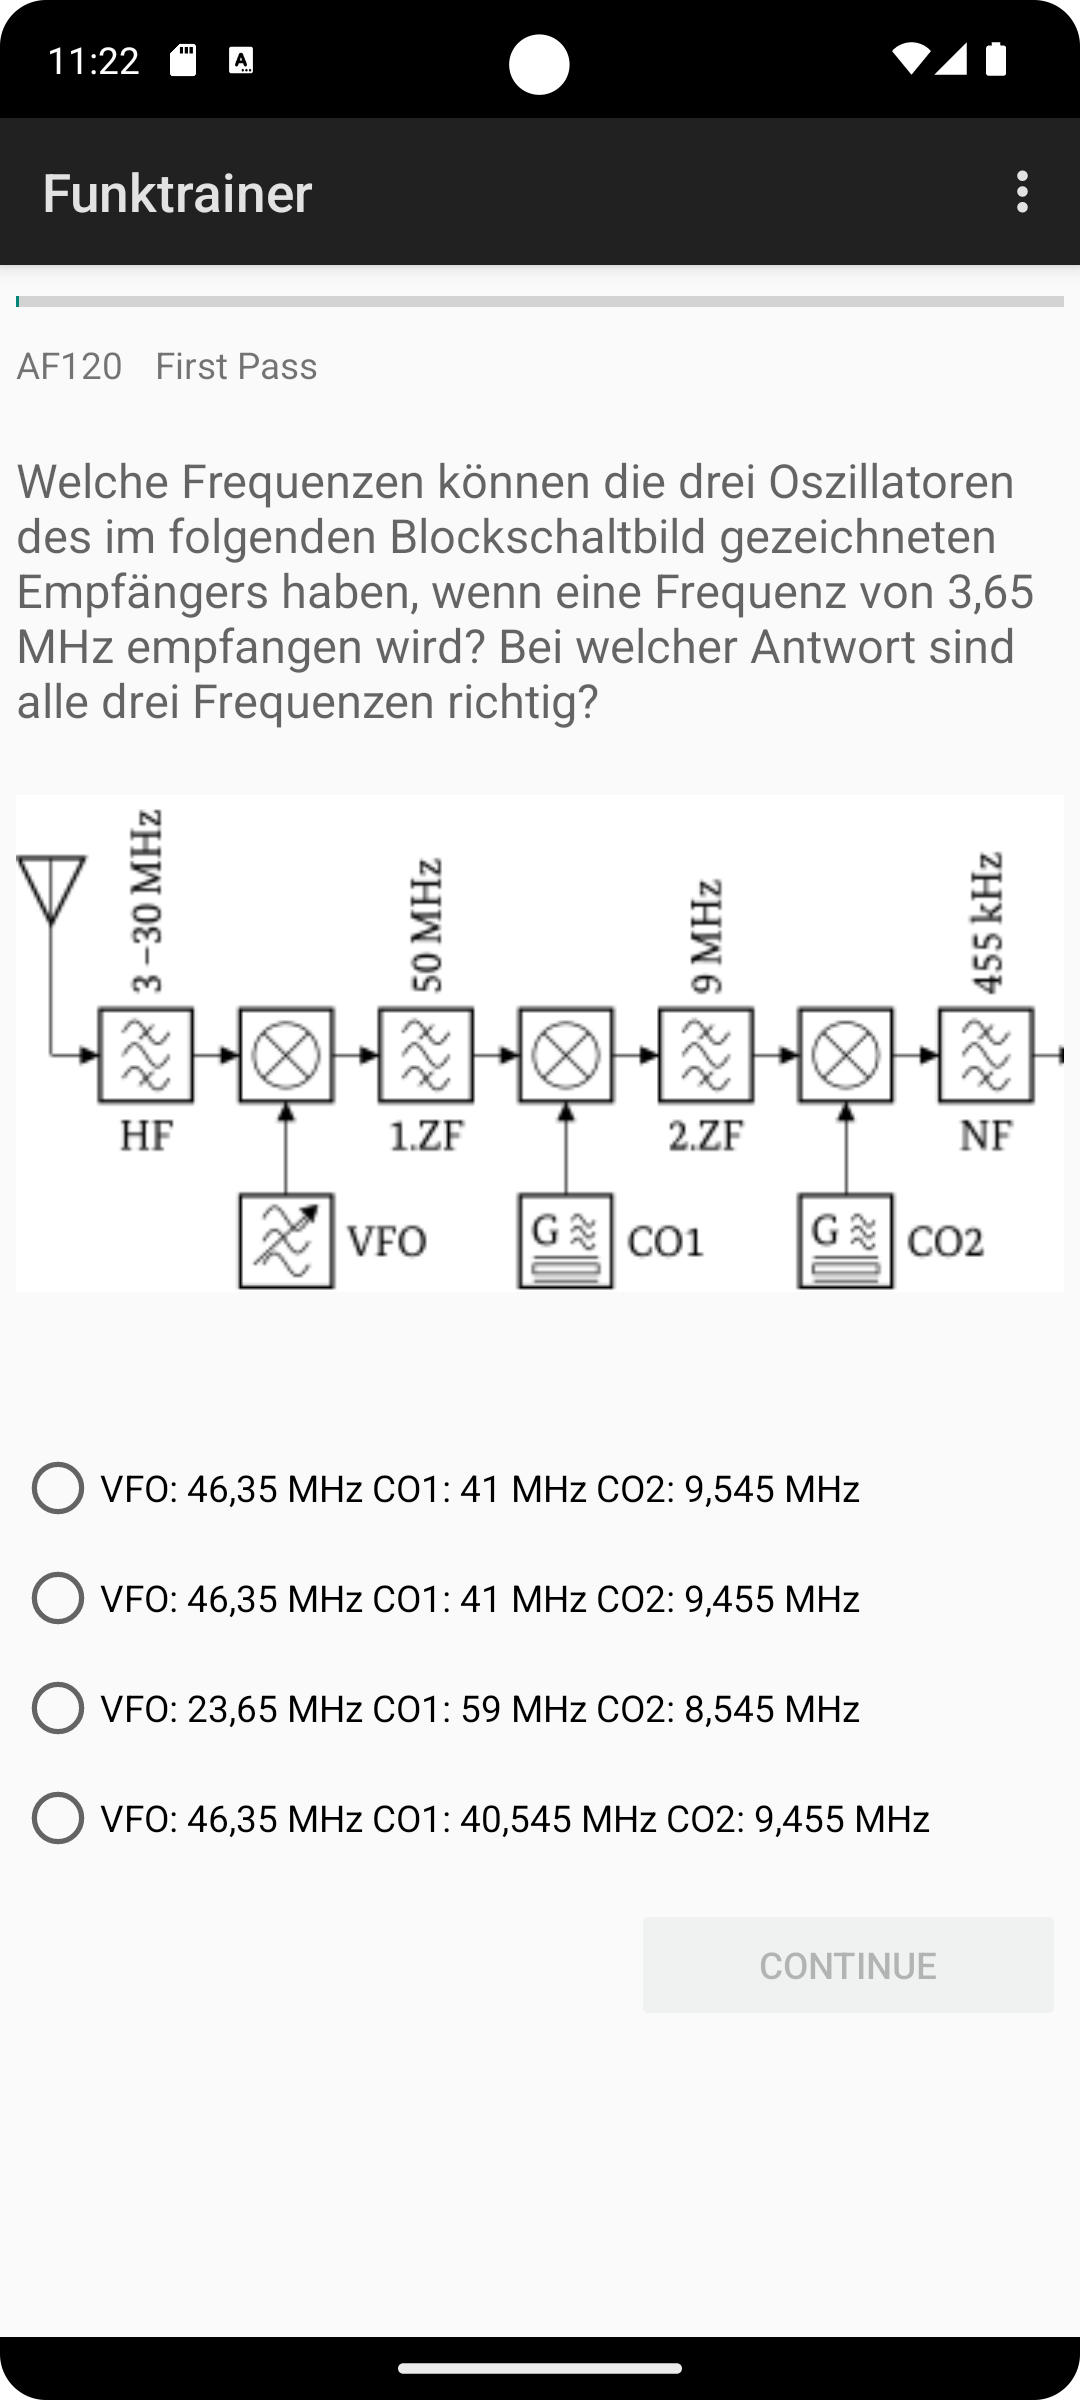 11:22
Funktrainer
AF120 First Pass
Welche Frequenzen können die drei Oszillatoren
des im folgenden Blockschaltbild gezeichneten
Empfängers haben, wenn eine Frequenz von 3,65
MHz empfangen wird? Bei welcher Antwort sind
alle drei Frequenzen richtig?
3–30 MHz
50 MHz
9 MHz
455 kHz
HF
1.ZF
2.ZF
NF
VFO
G
CO1
G
CO2
VFO: 46,35 MHz CO1: 41 MHz CO2: 9,545 MHz
VFO: 46,35 MHz CO1: 41 MHz CO2: 9,455 MHz
VFO: 23,65 MHz CO1: 59 MHz CO2: 8,545 MHz
VFO: 46,35 MHz CO1: 40,545 MHz CO2: 9,455 MHz
CONTINUE